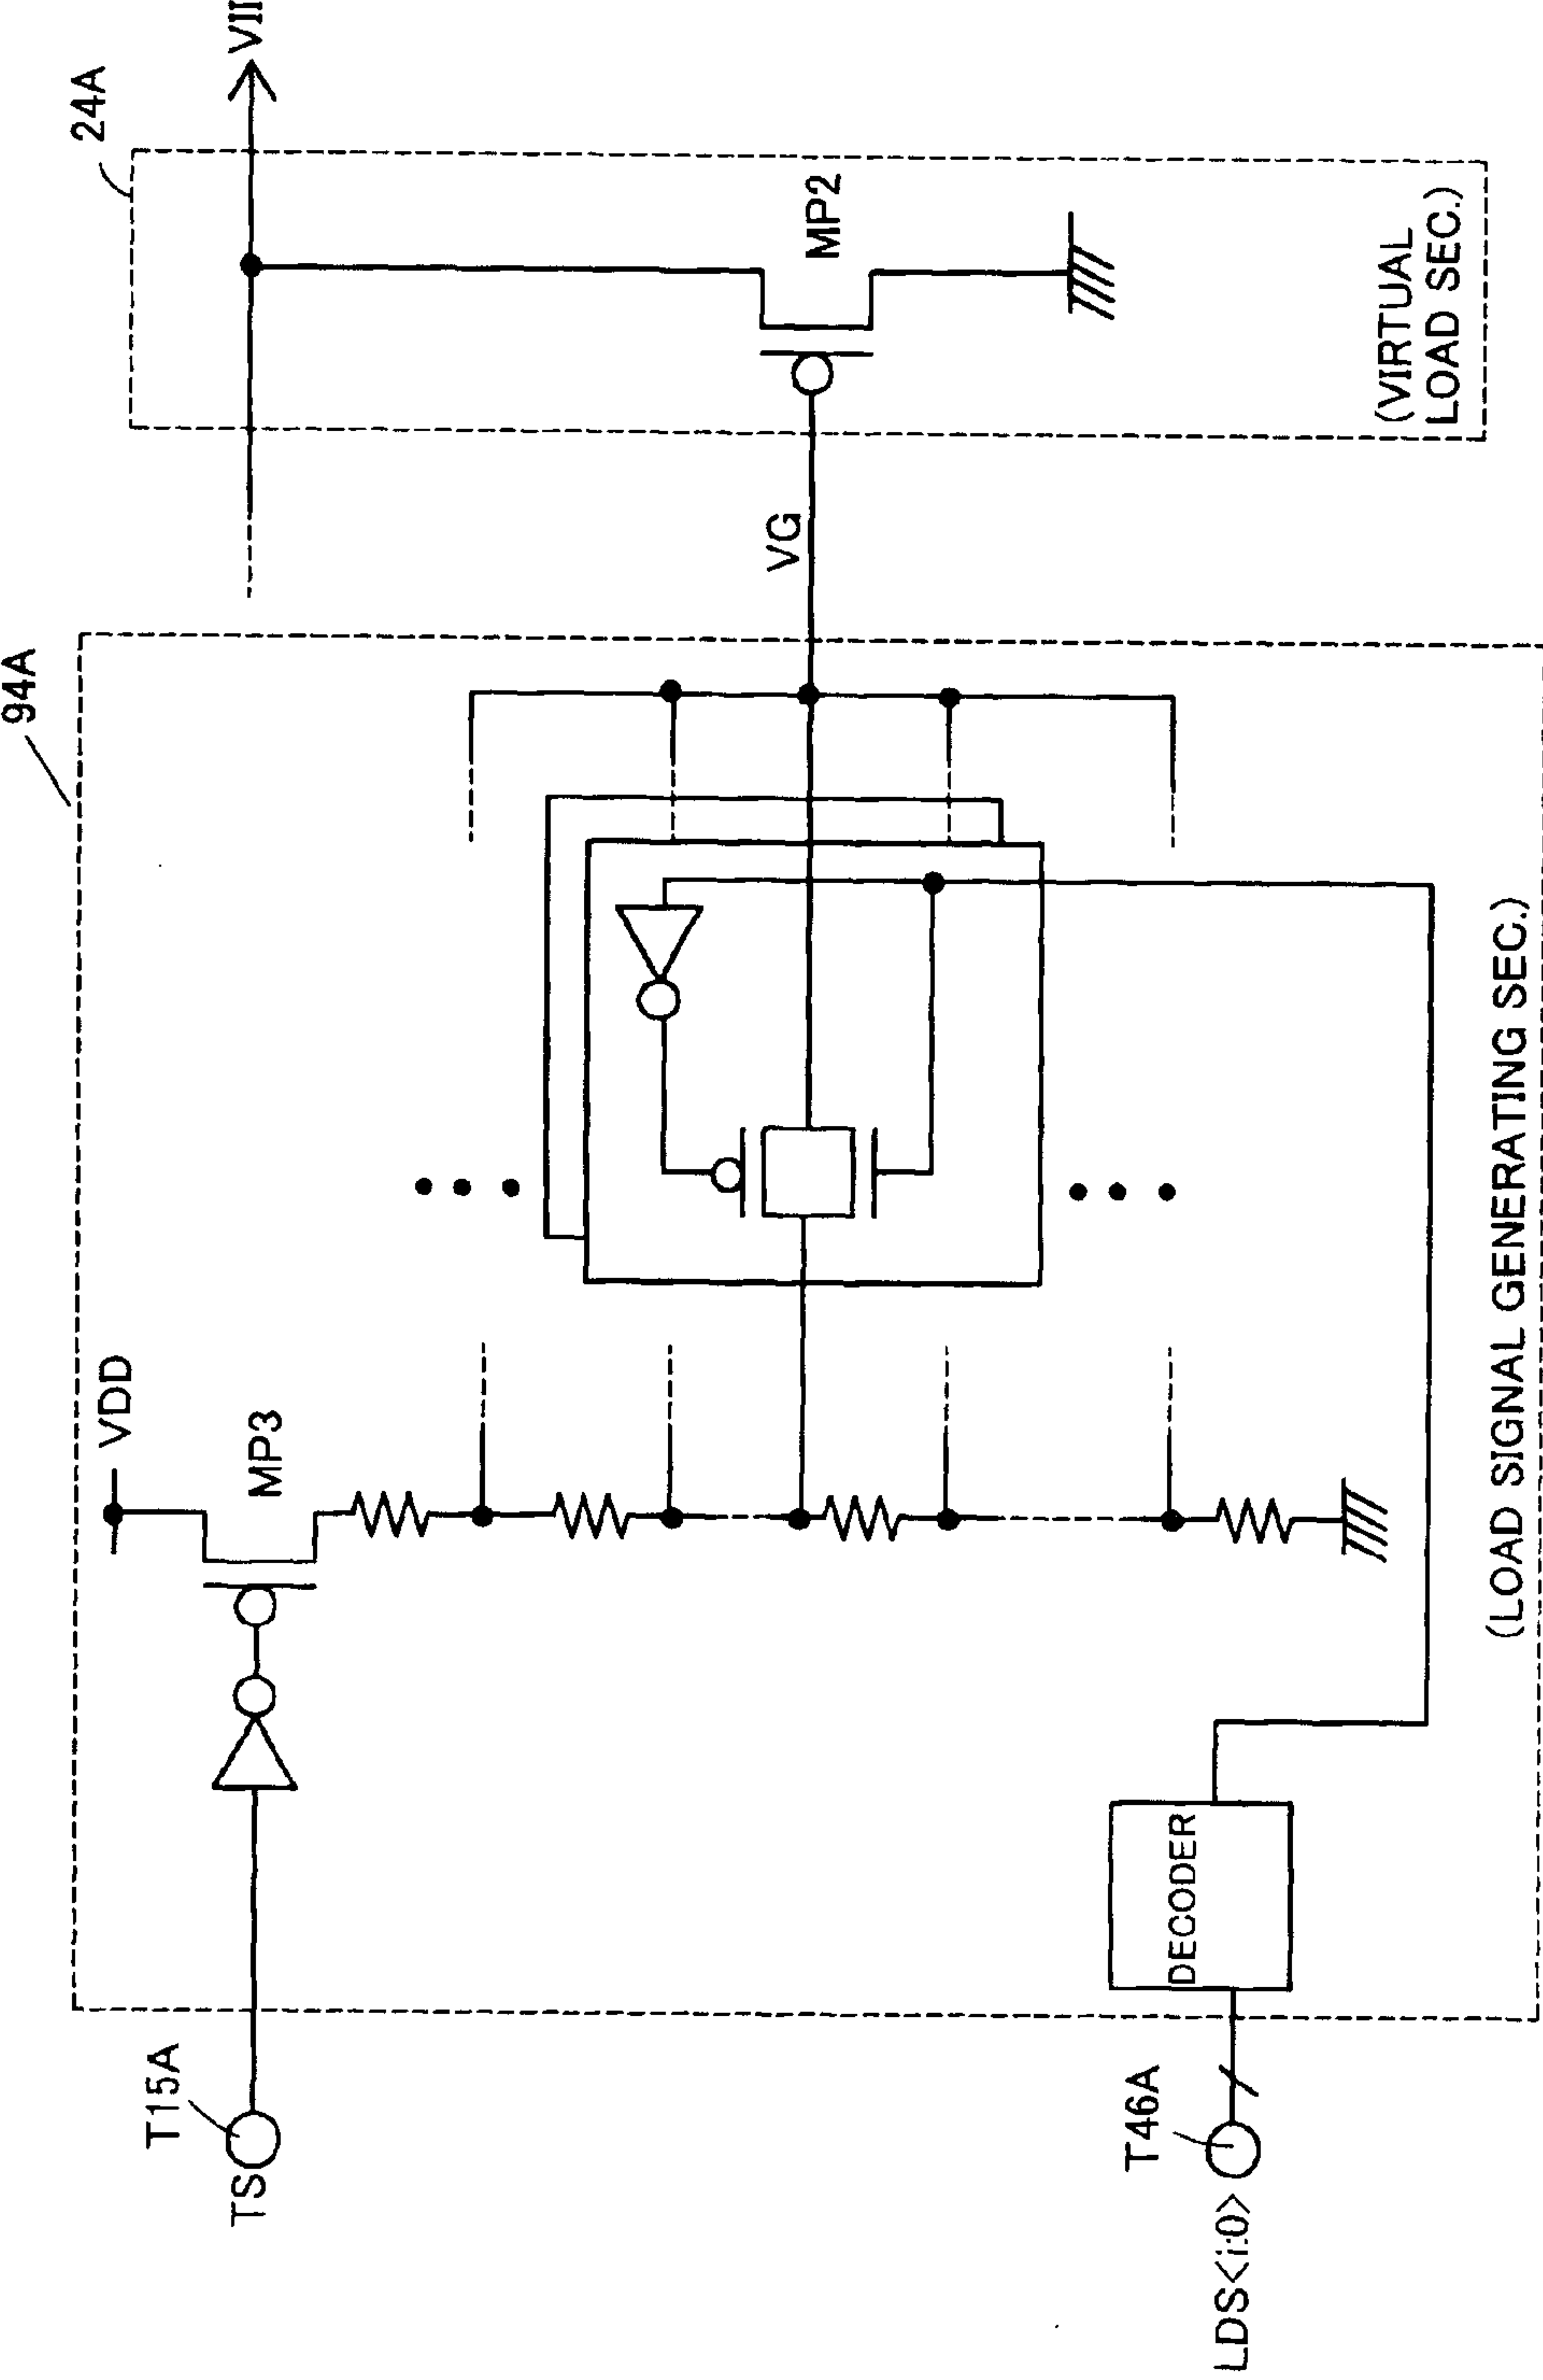 94A
24A
VDD
VII
T15A
TS
MP3
VG
MP2
T46A
LDS<i:0>
DECODER
(VIRTUAL
LOAD SEC.)
(LOAD SIGNAL GENERATING SEC.)